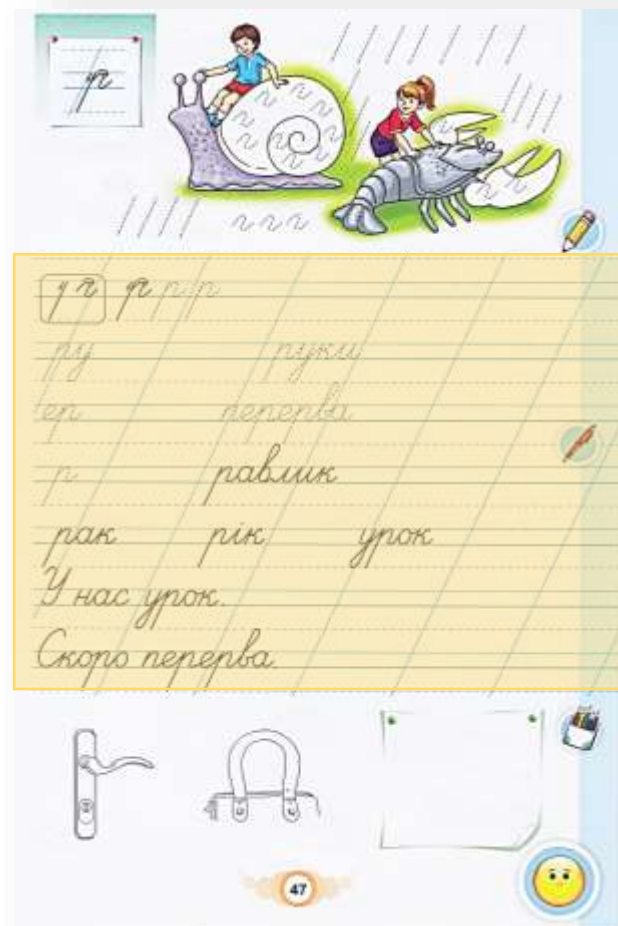 р
р р р р
ру руки
ер перерва
р равлик
рак рік урок
У нас урок.
Скоро перерва.
47